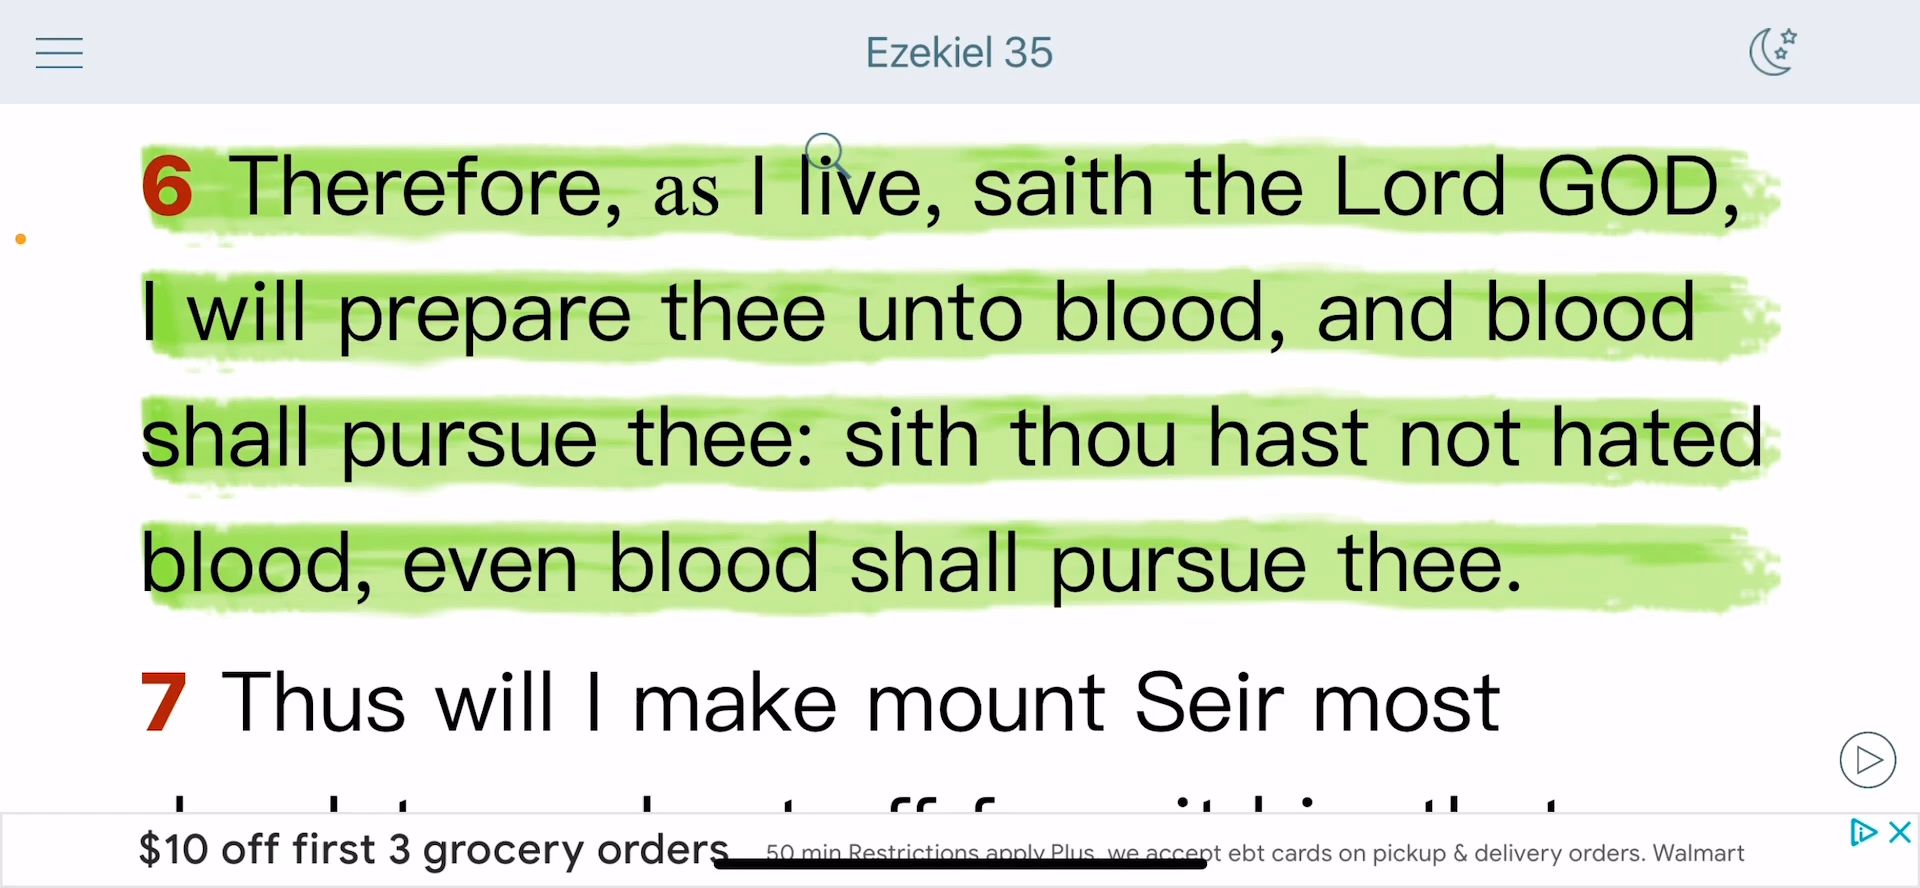 Ezekiel 35
6 Therefore, as I live, saith the Lord GOD,
I will prepare thee unto blood, and blood
shall pursue thee: sith thou hast not hated
blood, even blood shall pursue thee.
7 Thus will I make mount Seir most
$10 off first 3 grocery orders
50 min Restrictions apply Plus, we accept ebt cards on pickup & delivery orders. Walmart